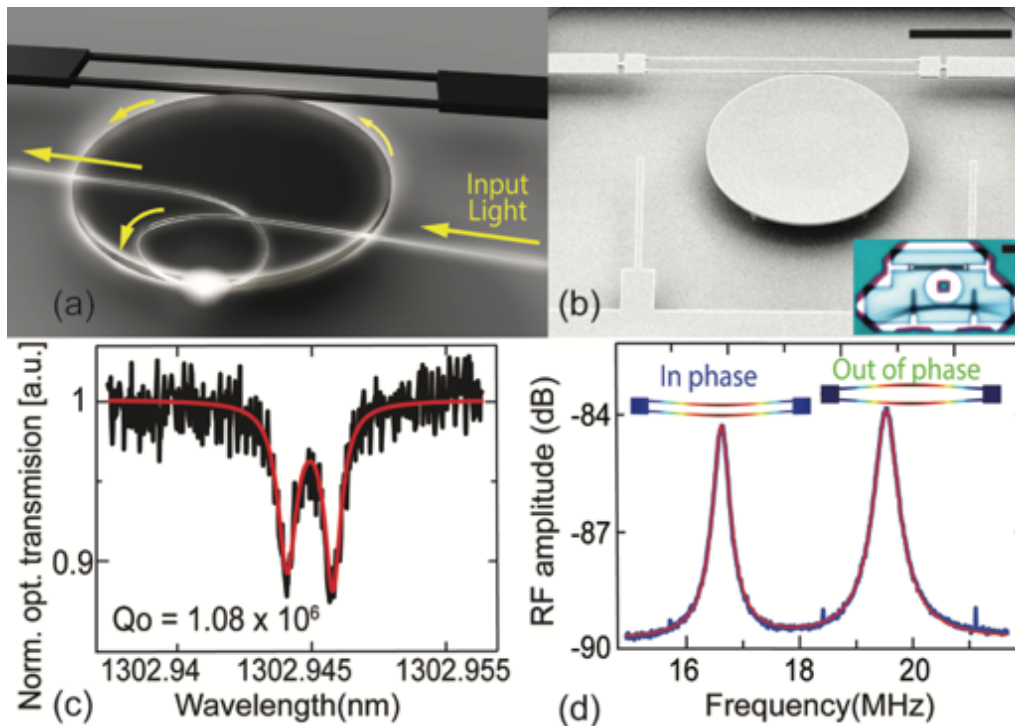 Input
Light
(a)
(b)
Norm. opt. transmision [a.u.]
1
0.9
Qo = 1.08 x 10⁶
1302.94
1302.945
1302.955
Wavelength(nm)
(c)
In phase
Out of phase
RF amplitude (dB)
-84
-87
-90
16
18
20
Frequency(MHz)
(d)